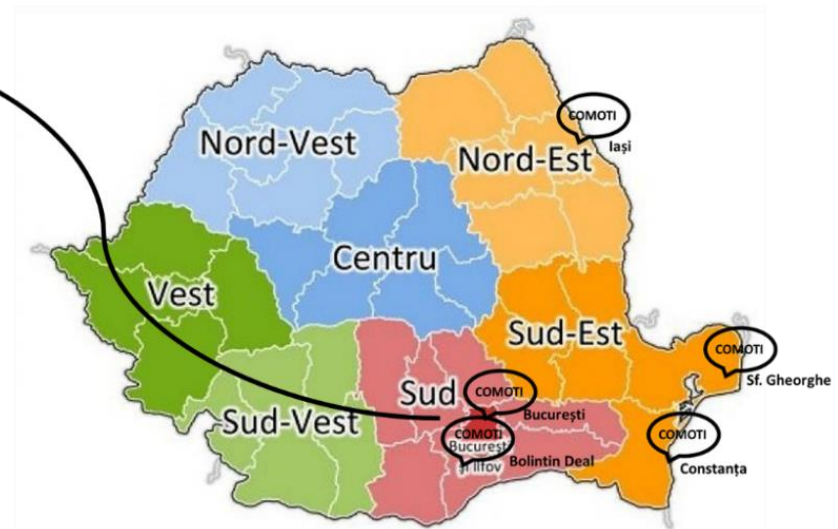 COMOTI
Iași
Nord-Vest
Nord-Est
Centru
Vest
Sud-Est
COMOTI
Sf. Gheorghe
Sud
COMOTI
București
Sud-Vest
COMOTI
București
și Ilfov
Bolintin Deal
COMOTI
Constanța